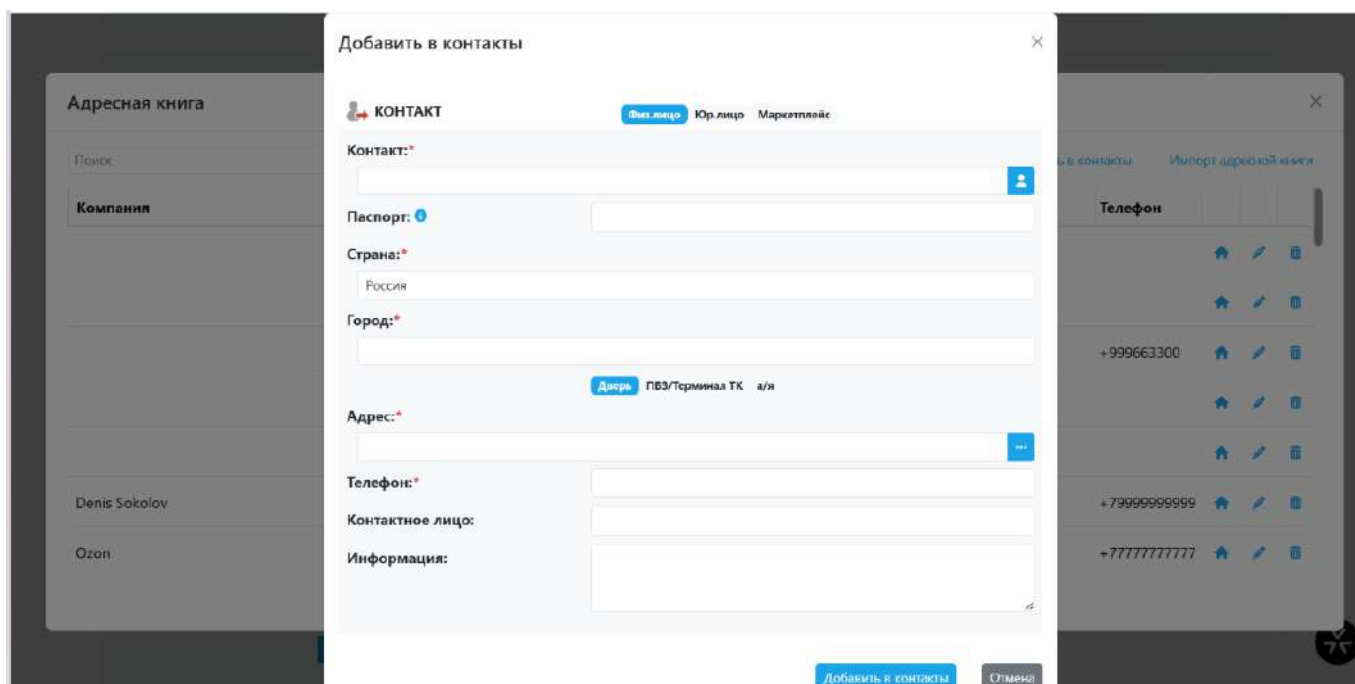 Добавить в контакты
Адресная книга
КОНТАКТ
Физ.лицо Юр.лицо Маркетплейс
Контакт:*
Поиск
в контакты Импорт адресной книги
Компания
Телефон
Паспорт:
Страна:*
Россия
Город:*
+999663300
Дверь ПВЗ/Терминал ТК а/я
Адрес:*
...
Телефон:*
Denis Sokolov
+79999999999
Контактное лицо:
Ozon
+77777777777
Информация:
Добавить в контакты Отмена